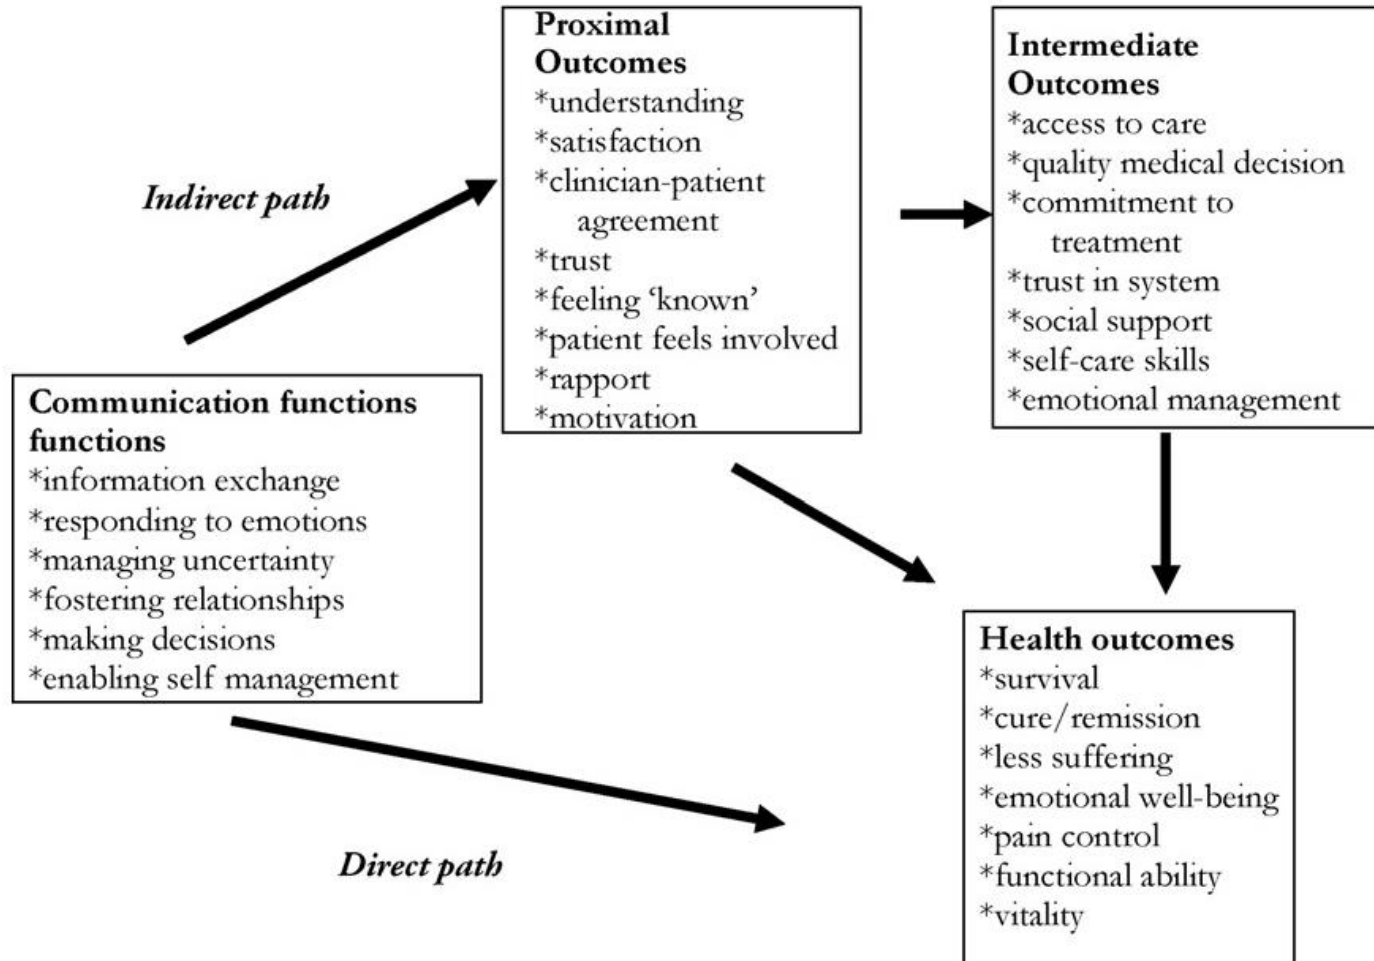 Proximal
Outcomes
*understanding
*satisfaction
*clinician-patient
agreement
*trust
*feeling ‘known’
*patient feels involved
*rapport
*motivation
Intermediate
Outcomes
*access to care
*quality medical decision
*commitment to
treatment
*trust in system
*social support
*self-care skills
*emotional management
Indirect path
Communication functions
functions
*information exchange
*responding to emotions
*managing uncertainty
*fostering relationships
*making decisions
*enabling self management
Direct path
Health outcomes
*survival
*cure/remission
*less suffering
*emotional well-being
*pain control
*functional ability
*vitality